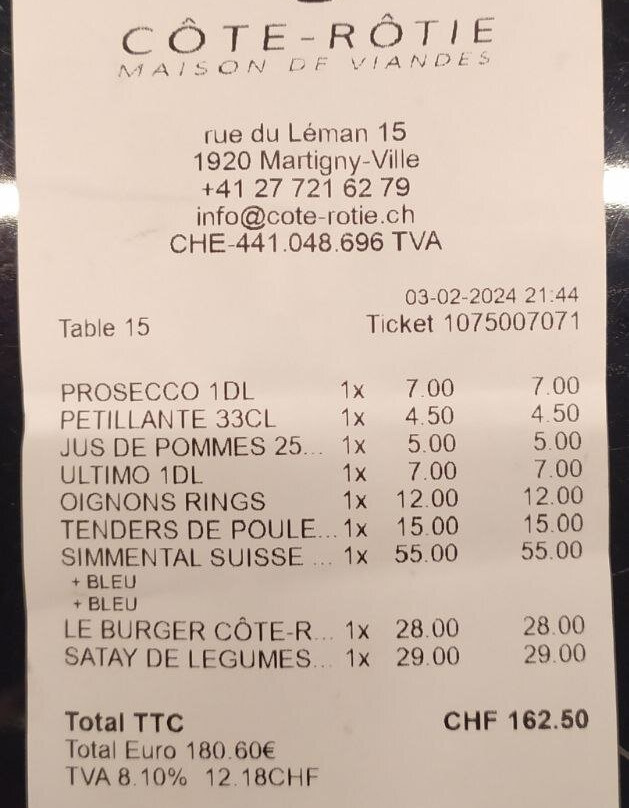 CÔTE-RÔTIE
MAISON DE VIANDES
rue du Léman 15
1920 Martigny-Ville
+41 27 721 62 79
info@cote-rotie.ch
CHE-441.048.696 TVA
03-02-2024 21:44
Table 15 Ticket 1075007071
PROSECCO 1DL 1x 7.00 7.00
PETILLANTE 33CL 1x 4.50 4.50
JUS DE POMMES 25... 1x 5.00 5.00
ULTIMO 1DL 1x 7.00 7.00
OIGNONS RINGS 1x 12.00 12.00
TENDERS DE POULE... 1x 15.00 15.00
SIMMENTAL SUISSE ... 1x 55.00 55.00
+ BLEU
+ BLEU
LE BURGER CÔTE-R... 1x 28.00 28.00
SATAY DE LEGUMES... 1x 29.00 29.00
Total TTC CHF 162.50
Total Euro 180.60€
TVA 8.10% 12.18CHF